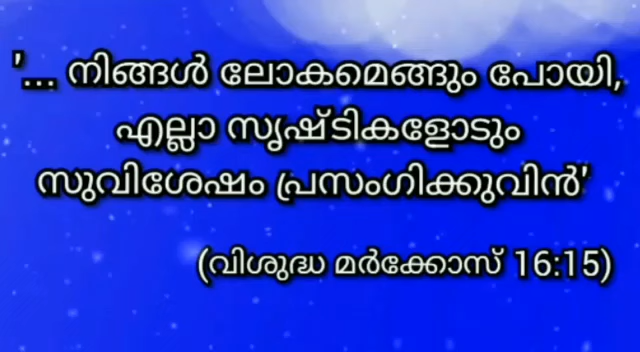 '... നിങ്ങൾ ലോകമെങ്ങും പോയി,
എല്ലാ സൃഷ്ടികളോടും
സുവിശേഷം പ്രസംഗിക്കുവിൻ'
(വിശുദ്ധ മർക്കോസ് 16:15)